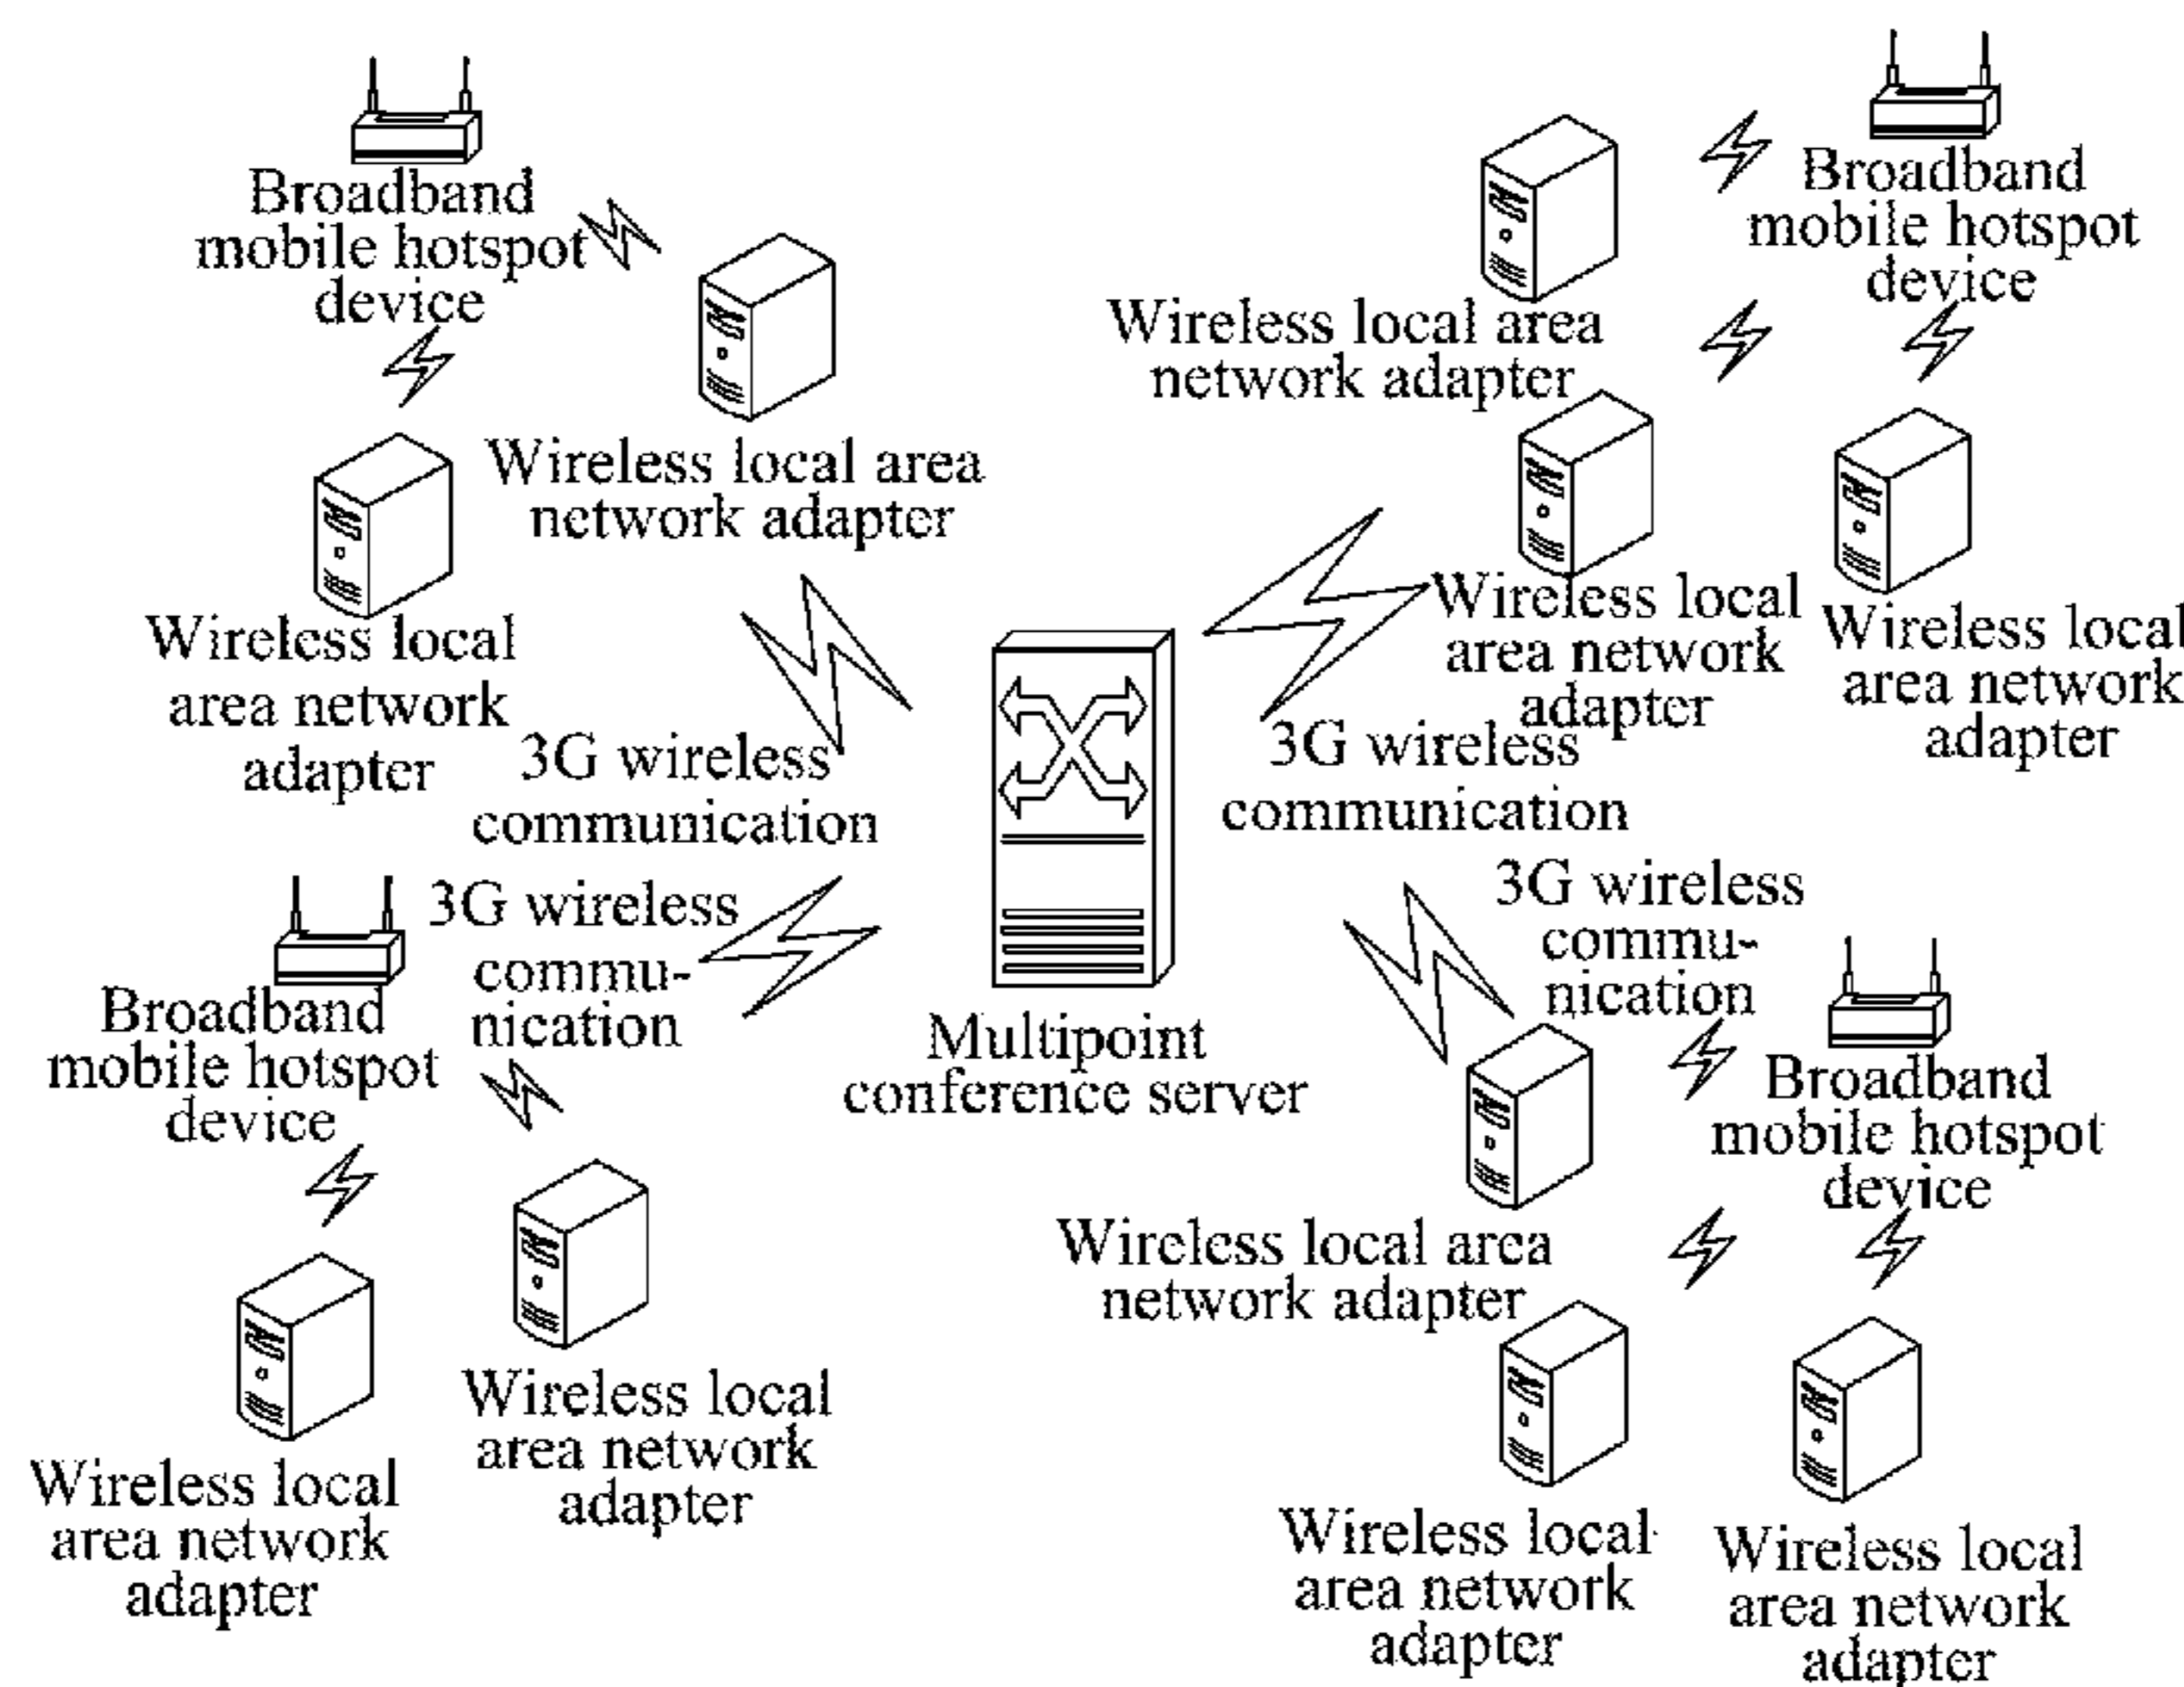 Broadband
mobile hotspot
device
Wireless local area
network adapter
Wireless local
area network
adapter
3G wireless
communication
Broadband
mobile hotspot
device
Wireless local area
network adapter
Wireless local
area network
adapter
Wireless local
area network
adapter
3G wireless
communication
3G wireless
commu-
nication
Broadband
mobile hotspot
device
Wireless local
area network
adapter
Wireless local
area network
adapter
Multipoint
conference server
3G wireless
commu-
nication
Broadband
mobile hotspot
device
Wireless local area
network adapter
Wireless local
area network
adapter
Wireless local
area network
adapter